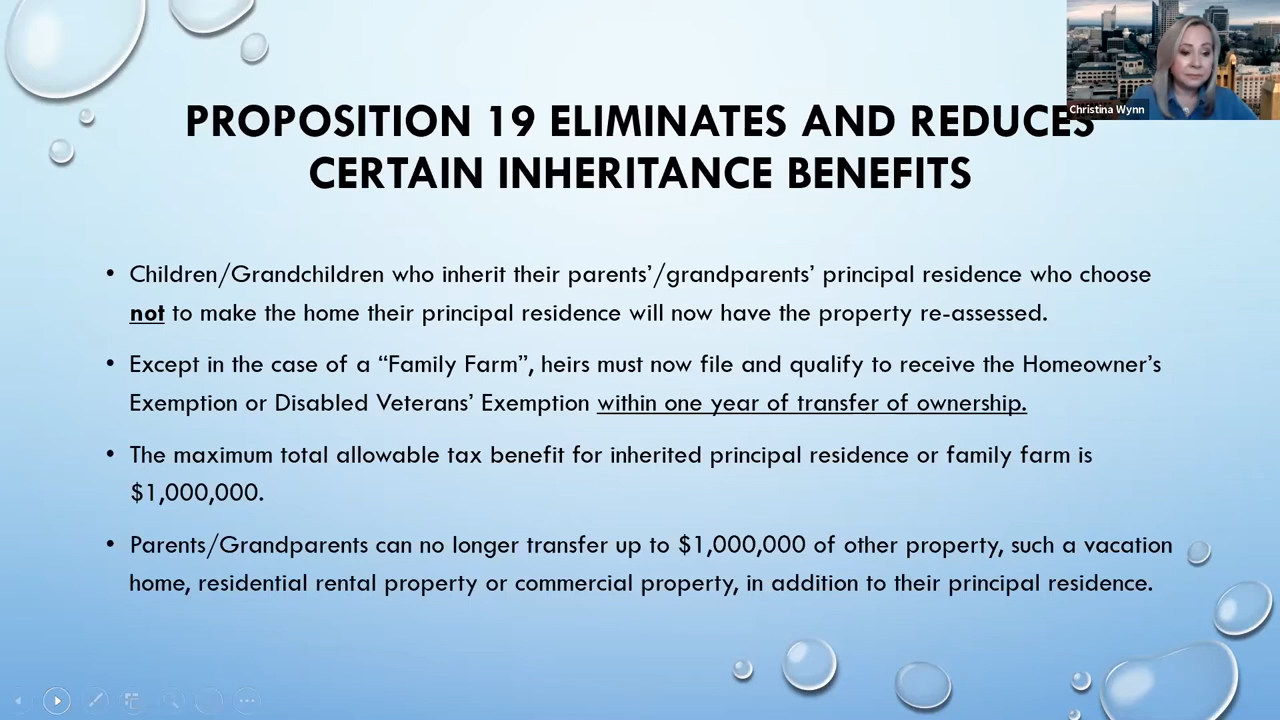 PROPOSITION 19 ELIMINATES AND REDUCES
CERTAIN INHERITANCE BENEFITS
Christina Wynn
• Children/Grandchildren who inherit their parents’/grandparents’ principal residence who choose
not to make the home their principal residence will now have the property re-assessed.
• Except in the case of a “Family Farm”, heirs must now file and qualify to receive the Homeowner’s
Exemption or Disabled Veterans’ Exemption within one year of transfer of ownership.
• The maximum total allowable tax benefit for inherited principal residence or family farm is
$1,000,000.
• Parents/Grandparents can no longer transfer up to $1,000,000 of other property, such a vacation
home, residential rental property or commercial property, in addition to their principal residence.